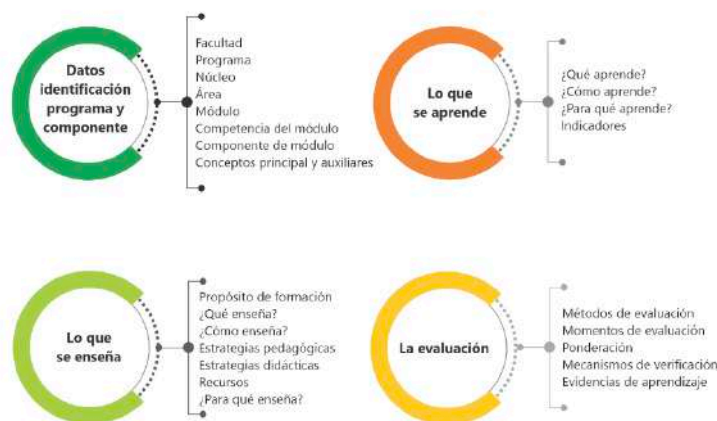 Datos
identificación
programa y
componente
Facultad
Programa
Núcleo
Área
Módulo
Competencia del módulo
Componente de módulo
Conceptos principal y auxiliares
Lo que
se aprende
¿Qué aprende?
¿Cómo aprende?
¿Para qué aprende?
Indicadores
Lo que
se enseña
Propósito de formación
¿Qué enseña?
¿Cómo enseña?
Estrategias pedagógicas
Estrategias didácticas
Recursos
¿Para qué enseña?
La evaluación
Métodos de evaluación
Momentos de evaluación
Ponderación
Mecanismos de verificación
Evidencias de aprendizaje